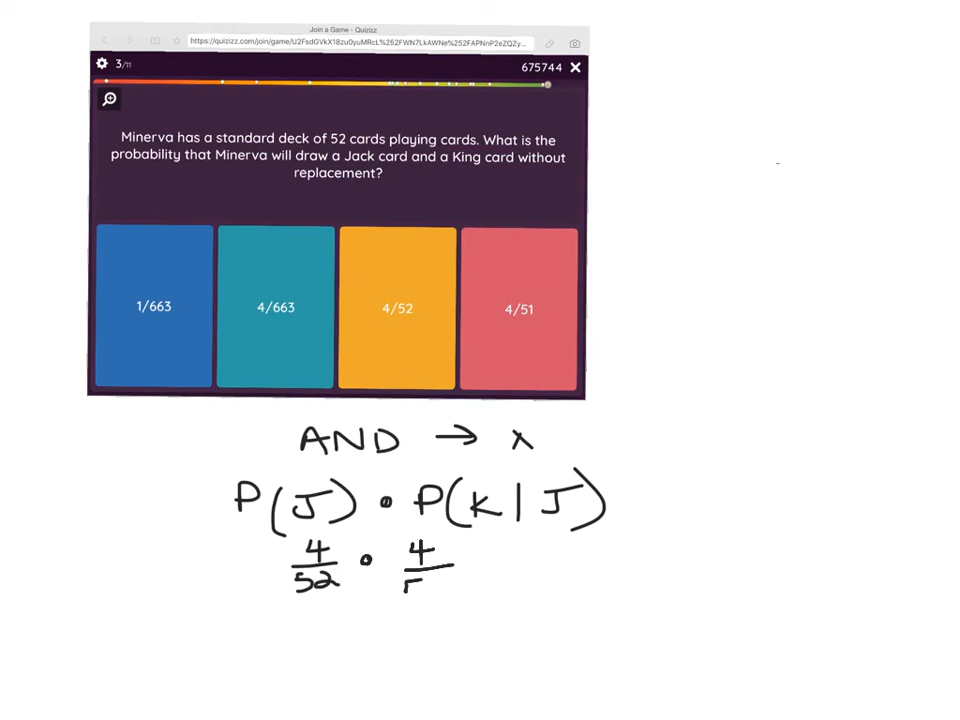 Join a Game - Quizizz
https://quizizz.com/join/game/U2FsdGVkX18zu0yuMRcL%252FWN7LkAWNe%252FAPNnP2eZQZy...
3/11
675744
Minerva has a standard deck of 52 cards playing cards. What is the
probability that Minerva will draw a Jack card and a King card without
replacement?
1/663
4/663
4/52
4/51
AND → x
P(J) • P(K|J)
4/52 • 4/5